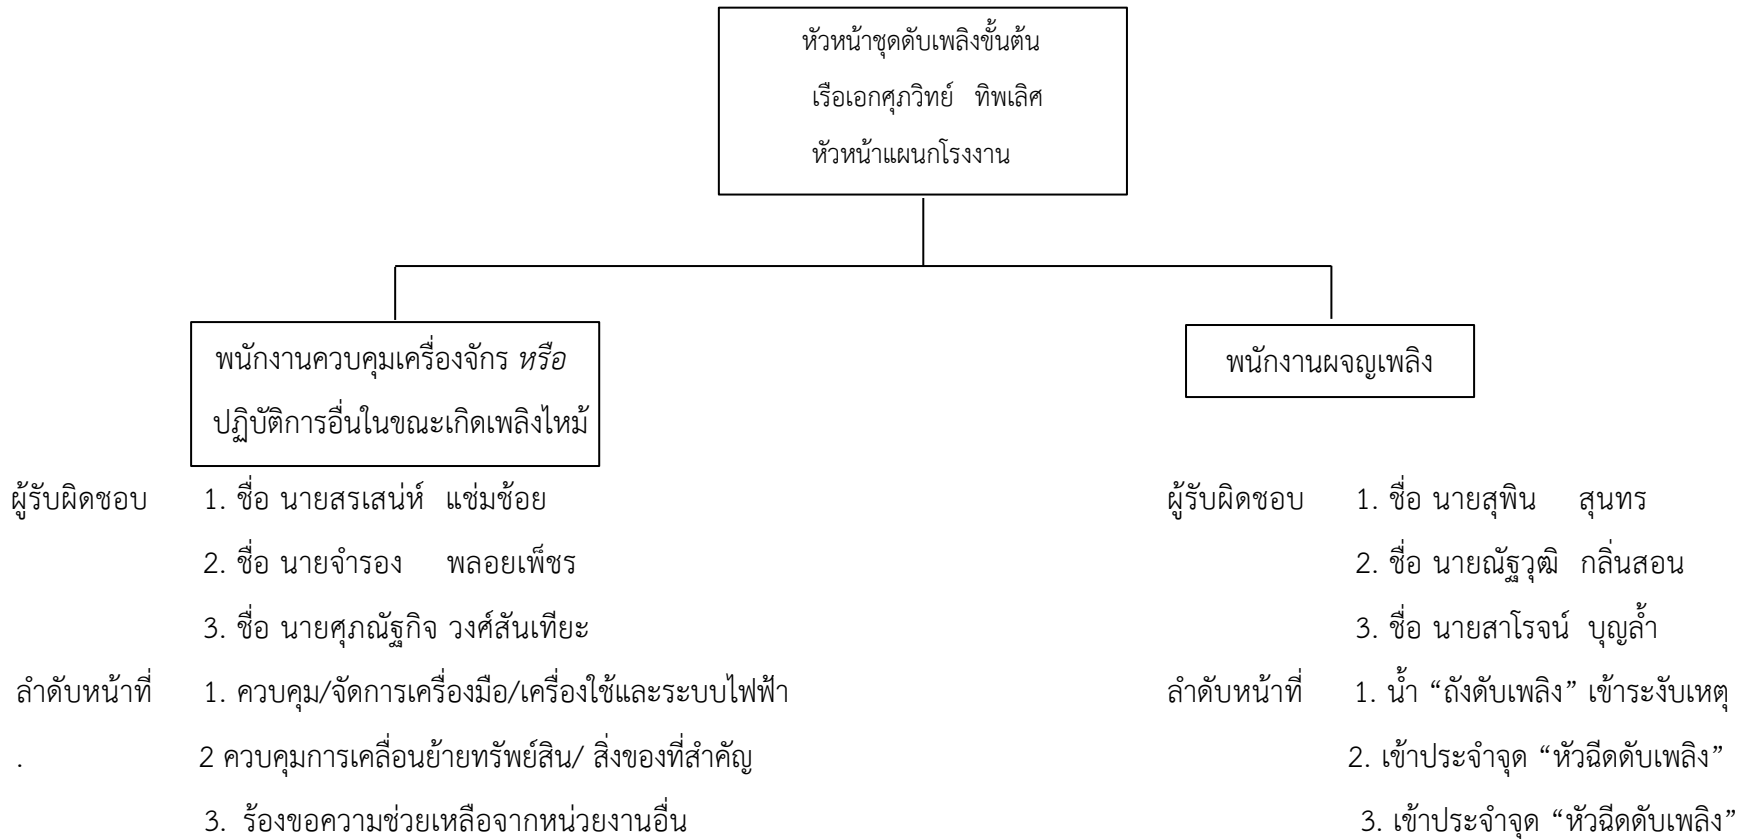 หัวหน้าชุดดับเพลิงขั้นต้น
เรือเอกศุภวิทย์ ทิพเลิศ
หัวหน้าแผนกโรงงาน
พนักงานควบคุมเครื่องจักร หรือ
ปฏิบัติการอื่นในขณะเกิดเพลิงไหม้
พนักงานผจญเพลิง
ผู้รับผิดชอบ 1. ชื่อ นายสรเสน่ห์ แช่มช้อย
2. ชื่อ นายจำรอง พลอยเพ็ชร
3. ชื่อ นายศุภณัฐกิจ วงศ์สันเทียะ
ลำดับหน้าที่ 1. ควบคุม/จัดการเครื่องมือ/เครื่องใช้และระบบไฟฟ้า
. 2 ควบคุมการเคลื่อนย้ายทรัพย์สิน/ สิ่งของที่สำคัญ
3. ร้องขอความช่วยเหลือจากหน่วยงานอื่น
ผู้รับผิดชอบ 1. ชื่อ นายสุพิน สุนทร
2. ชื่อ นายณัฐวุฒิ กลิ่นสอน
3. ชื่อ นายสาโรจน์ บุญล้ำ
ลำดับหน้าที่ 1. น้ำ “ถังดับเพลิง” เข้าระงับเหตุ
2. เข้าประจำจุด “หัวฉีดดับเพลิง”
3. เข้าประจำจุด “หัวฉีดดับเพลิง”